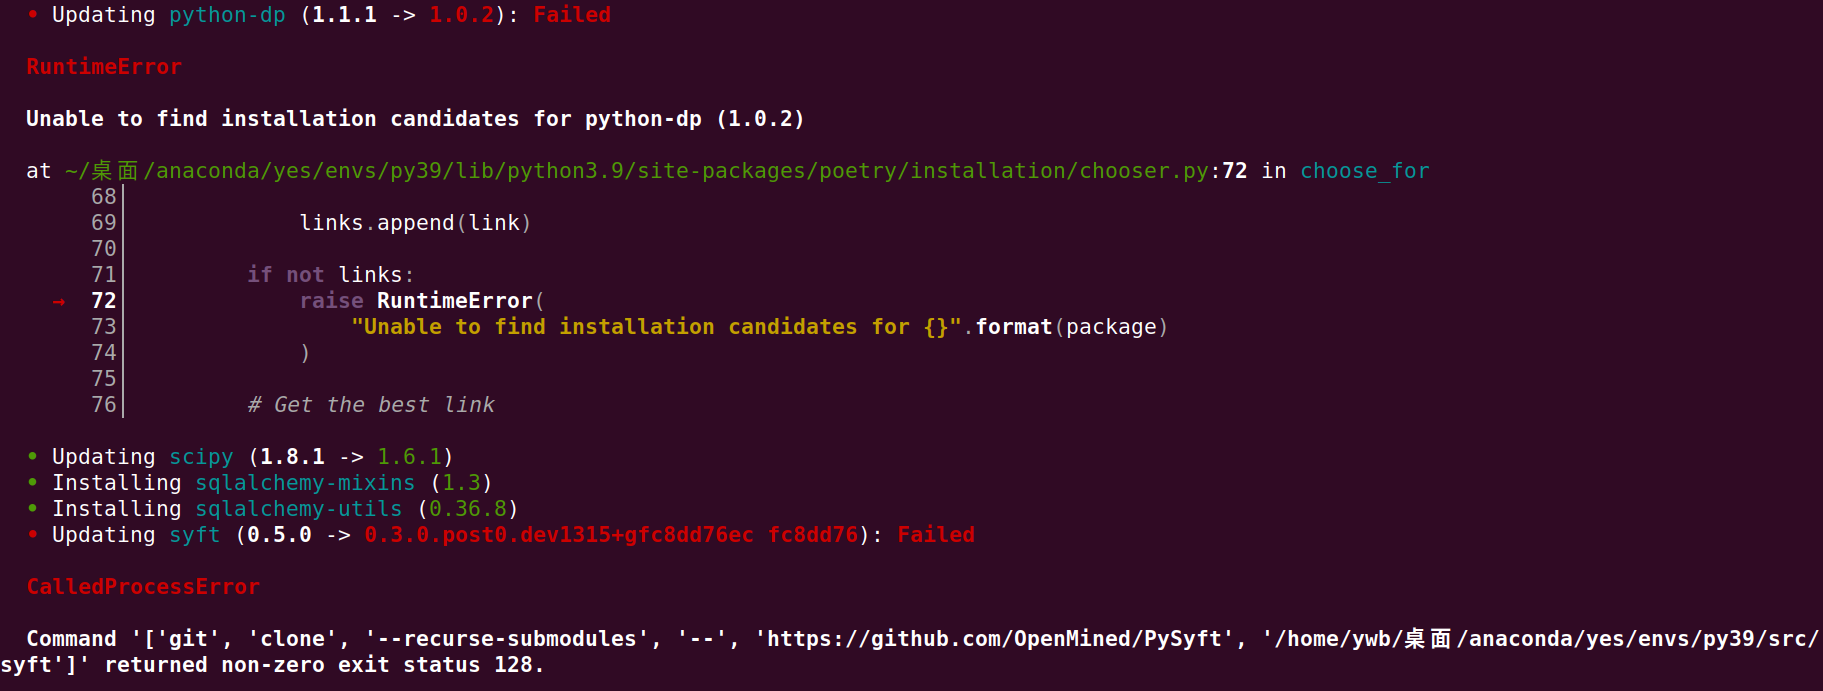 • Updating python-dp (1.1.1 -> 1.0.2): Failed
RuntimeError
Unable to find installation candidates for python-dp (1.0.2)
at ~/桌面/anaconda/yes/envs/py39/lib/python3.9/site-packages/poetry/installation/chooser.py:72 in choose_for
68│
69│ links.append(link)
70│
71│ if not links:
→ 72│ raise RuntimeError(
73│ "Unable to find installation candidates for {}".format(package)
74│ )
75│
76│ # Get the best link
• Updating scipy (1.8.1 -> 1.6.1)
• Installing sqlalchemy-mixins (1.3)
• Installing sqlalchemy-utils (0.36.8)
• Updating syft (0.5.0 -> 0.3.0.post0.dev1315+gfc8dd76ec fc8dd76): Failed
CalledProcessError
Command '['git', 'clone', '--recurse-submodules', '--', 'https://github.com/OpenMined/PySyft', '/home/ywb/桌面/anaconda/yes/envs/py39/src/
syft']' returned non-zero exit status 128.